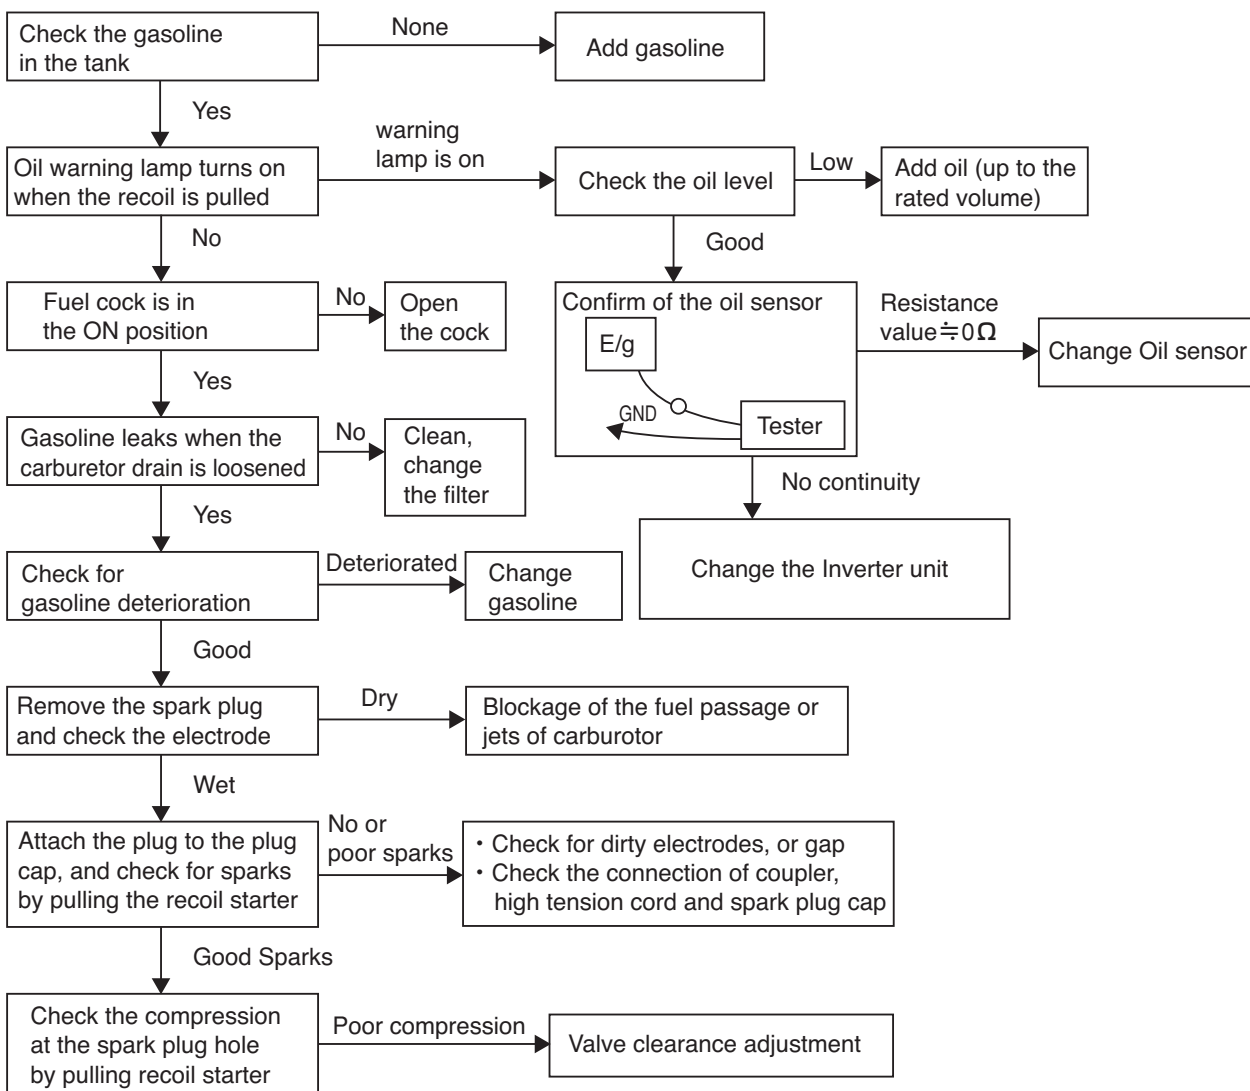 Check the gasoline
in the tank
None
Add gasoline
Yes
Oil warning lamp turns on
when the recoil is pulled
warning
lamp is on
Check the oil level
Low
Add oil (up to the
rated volume)
No
Good
Fuel cock is in
the ON position
No
Open
the cock
Confirm of the oil sensor
E/g
GND
Tester
Resistance
value≒0Ω
Change Oil sensor
Yes
Gasoline leaks when the
carburetor drain is loosened
No
Clean,
change
the filter
No continuity
Change the Inverter unit
Yes
Check for
gasoline deterioration
Deteriorated
Change
gasoline
Good
Remove the spark plug
and check the electrode
Dry
Blockage of the fuel passage or
jets of carburotor
Wet
Attach the plug to the plug
cap, and check for sparks
by pulling the recoil starter
No or
poor sparks
・Check for dirty electrodes, or gap
・Check the connection of coupler,
high tension cord and spark plug cap
Good Sparks
Check the compression
at the spark plug hole
by pulling recoil starter
Poor compression
Valve clearance adjustment